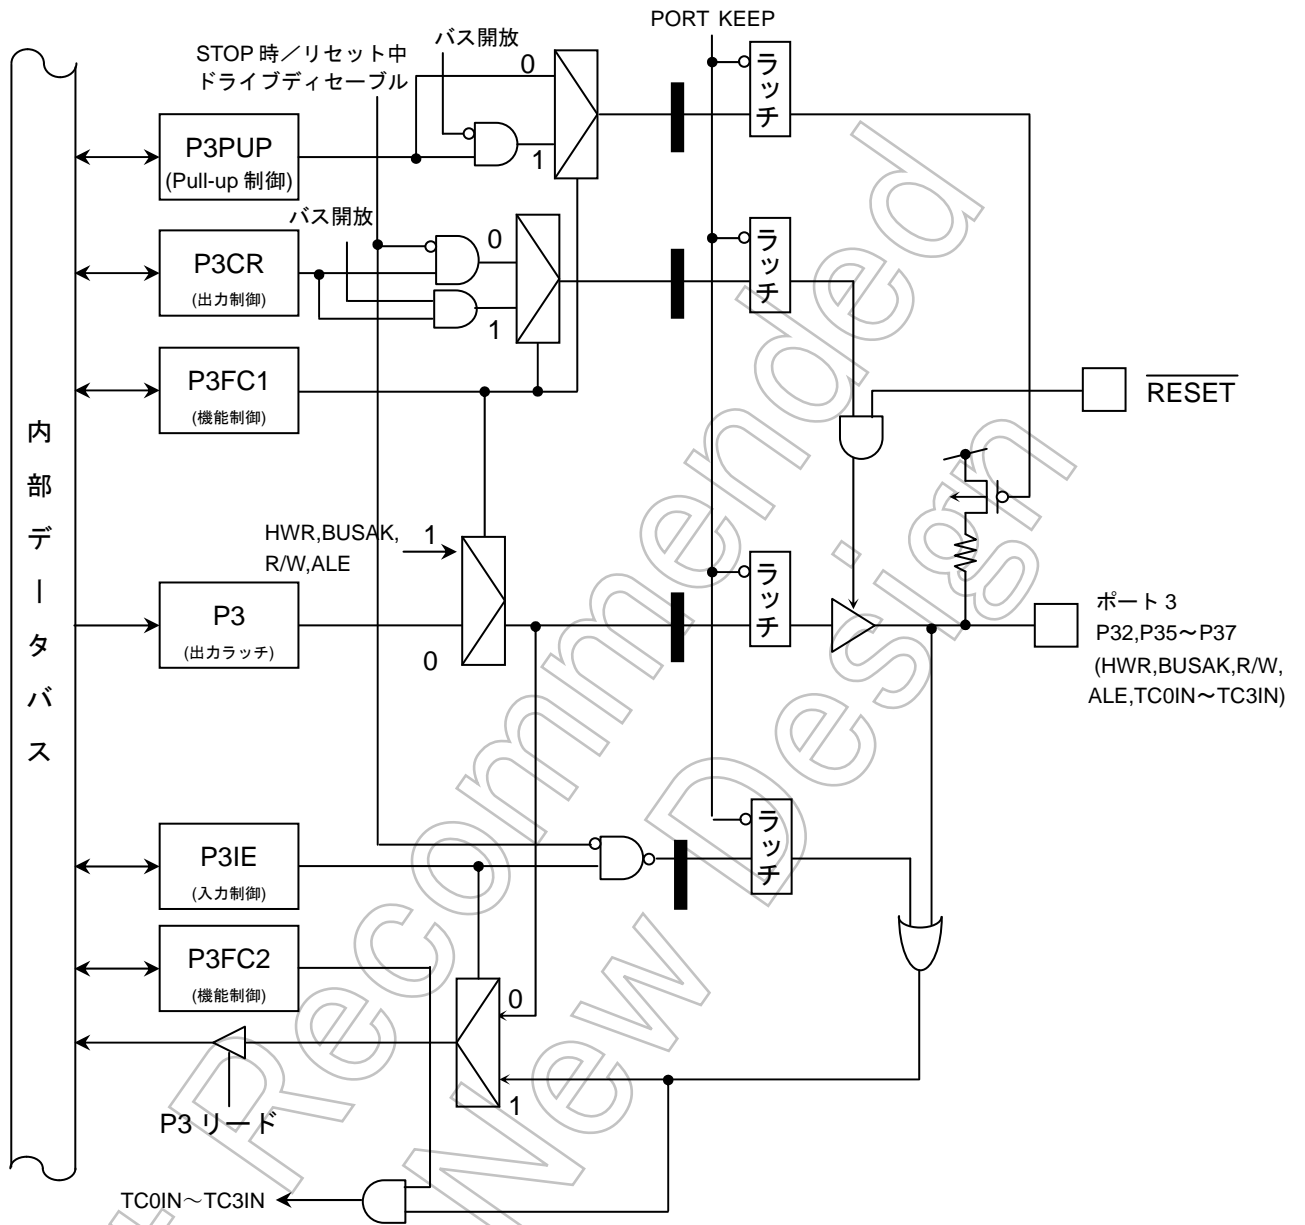 PORT KEEP
バス開放
STOP 時／リセット中
ドライブディセーブル
0
ラッチ
P3PUP
(Pull-up 制御)
1
バス開放
0
ラッチ
P3CR
(出力制御)
1
P3FC1
(機能制御)
RESET
内部データバス
HWR,BUSAK,
R/W,ALE
1
ラッチ
P3
(出力ラッチ)
0
ポート 3
P32,P35～P37
(HWR,BUSAK,R/W,
ALE,TC0IN～TC3IN)
ラッチ
P3IE
(入力制御)
P3FC2
(機能制御)
0
1
P3 リード
TC0IN～TC3IN
Recommended
New Design